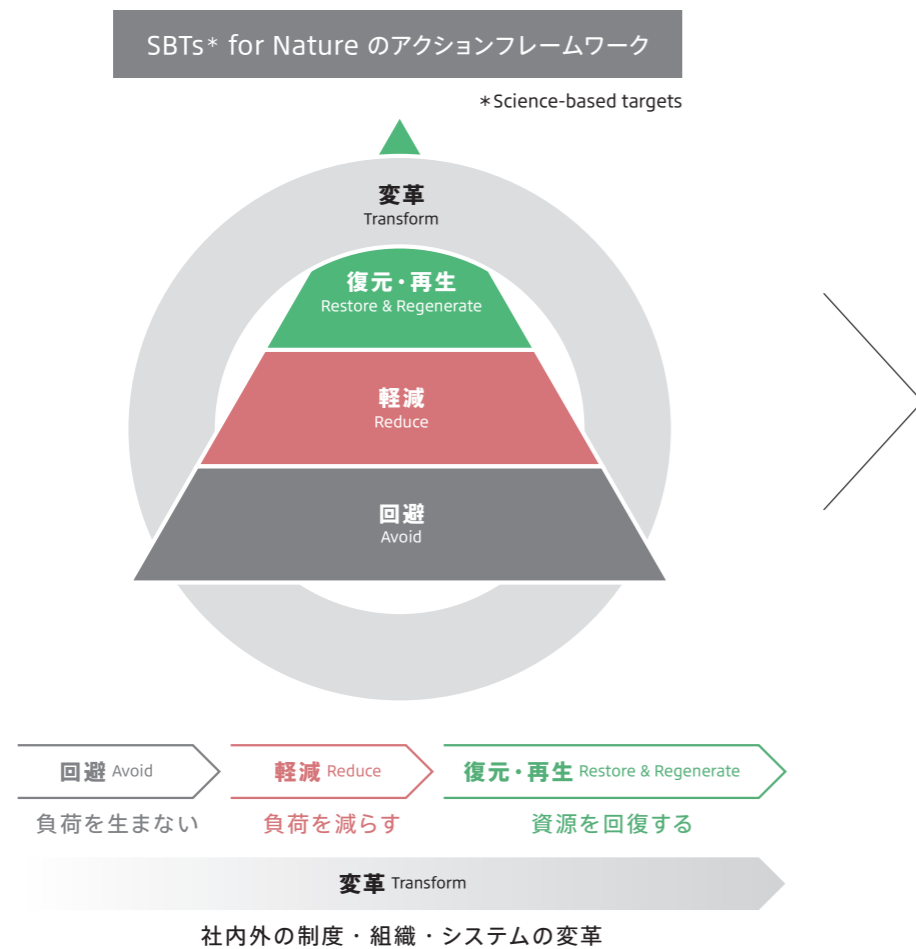 SBTs* for Nature のアクションフレームワーク
*Science-based targets
変革
Transform
復元・再生
Restore & Regenerate
軽減
Reduce
回避
Avoid
回避 Avoid
軽減 Reduce
復元・再生 Restore & Regenerate
負荷を生まない
負荷を減らす
資源を回復する
変革 Transform
社内外の制度・組織・システムの変革